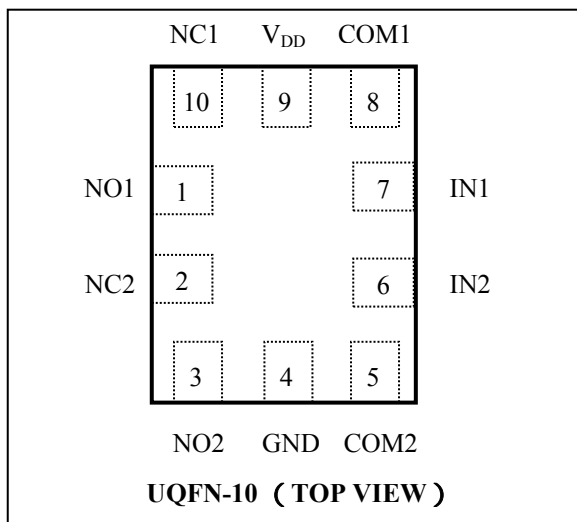 NC1 VDD COM1
10 9 8
NO1 1 7 IN1
NC2 2 6 IN2
3 4 5
NO2 GND COM2
UQFN-10 ( TOP VIEW )